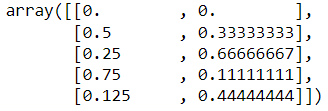 array([[0.        , 0.        ],
       [0.5       , 0.33333333],
       [0.25      , 0.66666667],
       [0.75      , 0.11111111],
       [0.125     , 0.44444444]])